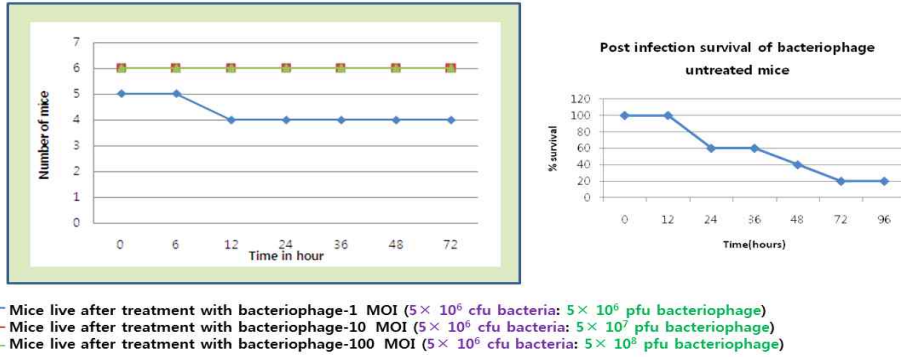 7
6
5
4
3
2
1
0
Number of mice
0 6 12 24 36 48 72
Time in hour
Post infection survival of bacteriophage
untreated mice
120
100
80
60
40
20
0
% survival
0 12 24 36 48 72 96
Time(hours)
Mice live after treatment with bacteriophage-1 MOI (5× 10⁶ cfu bacteria: 5× 10⁶ pfu bacteriophage)
Mice live after treatment with bacteriophage-10 MOI (5× 10⁶ cfu bacteria: 5× 10⁷ pfu bacteriophage)
Mice live after treatment with bacteriophage-100 MOI (5× 10⁶ cfu bacteria: 5× 10⁸ pfu bacteriophage)